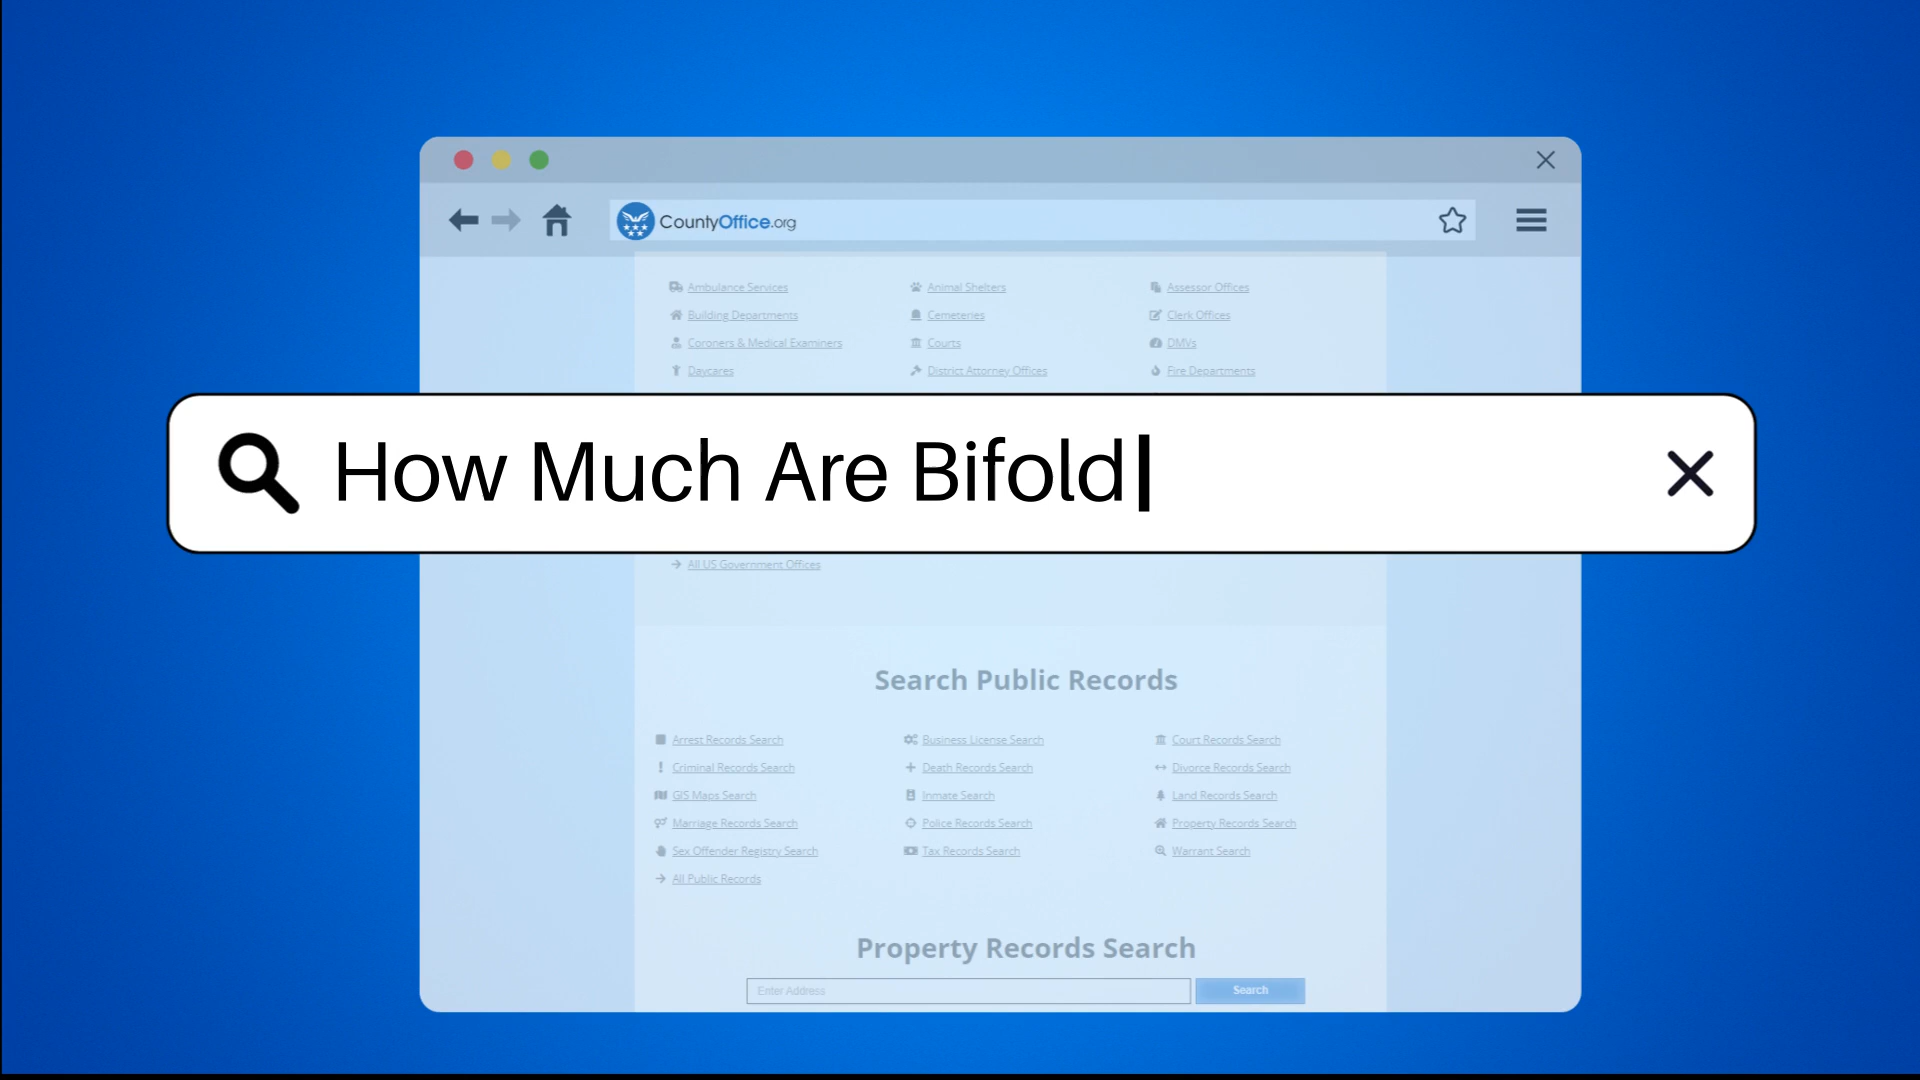 CountyOffice.org
Ambulance Services Animal Shelters Assessor Offices
Building Departments Cemeteries Clerk Offices
Coroners & Medical Examiners Courts DMVs
Daycares District Attorney Offices Fire Departments
How Much Are Bifold
All US Government Offices
Search Public Records
Arrest Records Search Business License Search Court Records Search
Criminal Records Search Death Records Search Divorce Records Search
GIS Maps Search Inmate Search Land Records Search
Marriage Records Search Police Records Search Property Records Search
Sex Offender Registry Search Tax Records Search Warrant Search
All Public Records
Property Records Search
Enter Address Search